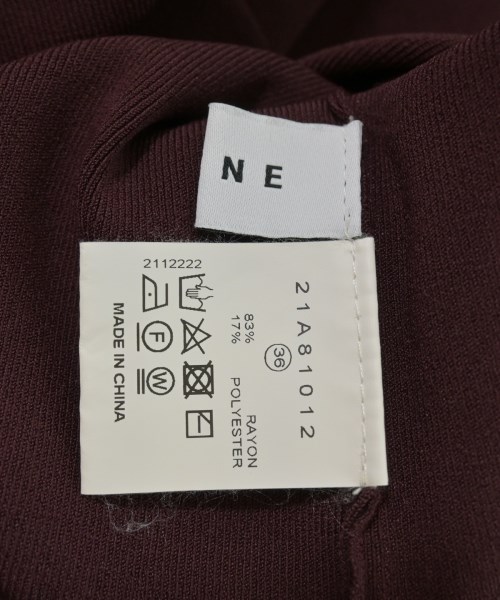 N E
21A81012
36
83% RAYON
17% POLYESTER
2112222
F
W
MADE IN CHINA